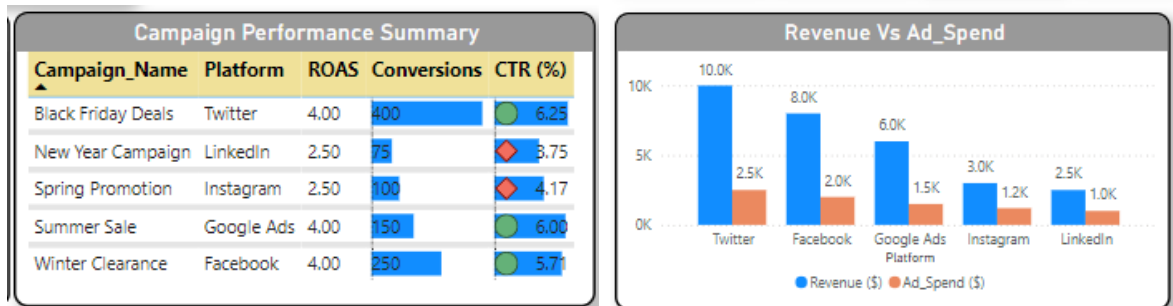 Campaign Performance Summary
Campaign_Name Platform ROAS Conversions CTR (%)
Black Friday Deals Twitter 4.00 400 6.25
New Year Campaign LinkedIn 2.50 75 3.75
Spring Promotion Instagram 2.50 100 4.17
Summer Sale Google Ads 4.00 150 6.00
Winter Clearance Facebook 4.00 250 5.71
Revenue Vs Ad_Spend
10.0K
10K
8.0K
6.0K
5K
3.0K
2.5K
2.5K
2.0K
1.5K
1.2K
1.0K
0K
Twitter Facebook Google Ads Instagram LinkedIn
Platform
Revenue ($) Ad_Spend ($)